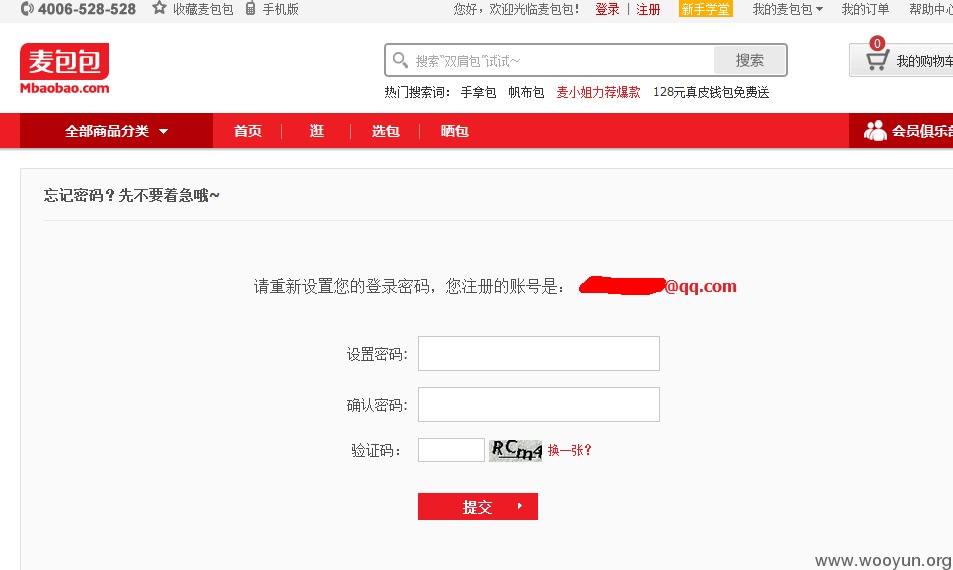 4006-528-528 收藏麦包包 手机版 您好，欢迎光临麦包包！ 登录 | 注册 新手学堂 我的麦包包 我的订单 帮助中心
麦包包
Mbaobao.com
搜索"双肩包"试试~ 搜索
0
我的购物车
热门搜索词： 手拿包 帆布包 麦小姐力荐爆款 128元真皮钱包免费送
全部商品分类 首页 逛 选包 晒包 会员俱乐部
忘记密码？先不要着急哦~
请重新设置您的登录密码，您注册的账号是： @qq.com
设置密码:
确认密码:
验证码： RCm4 换一张?
提交
www.wooyun.org